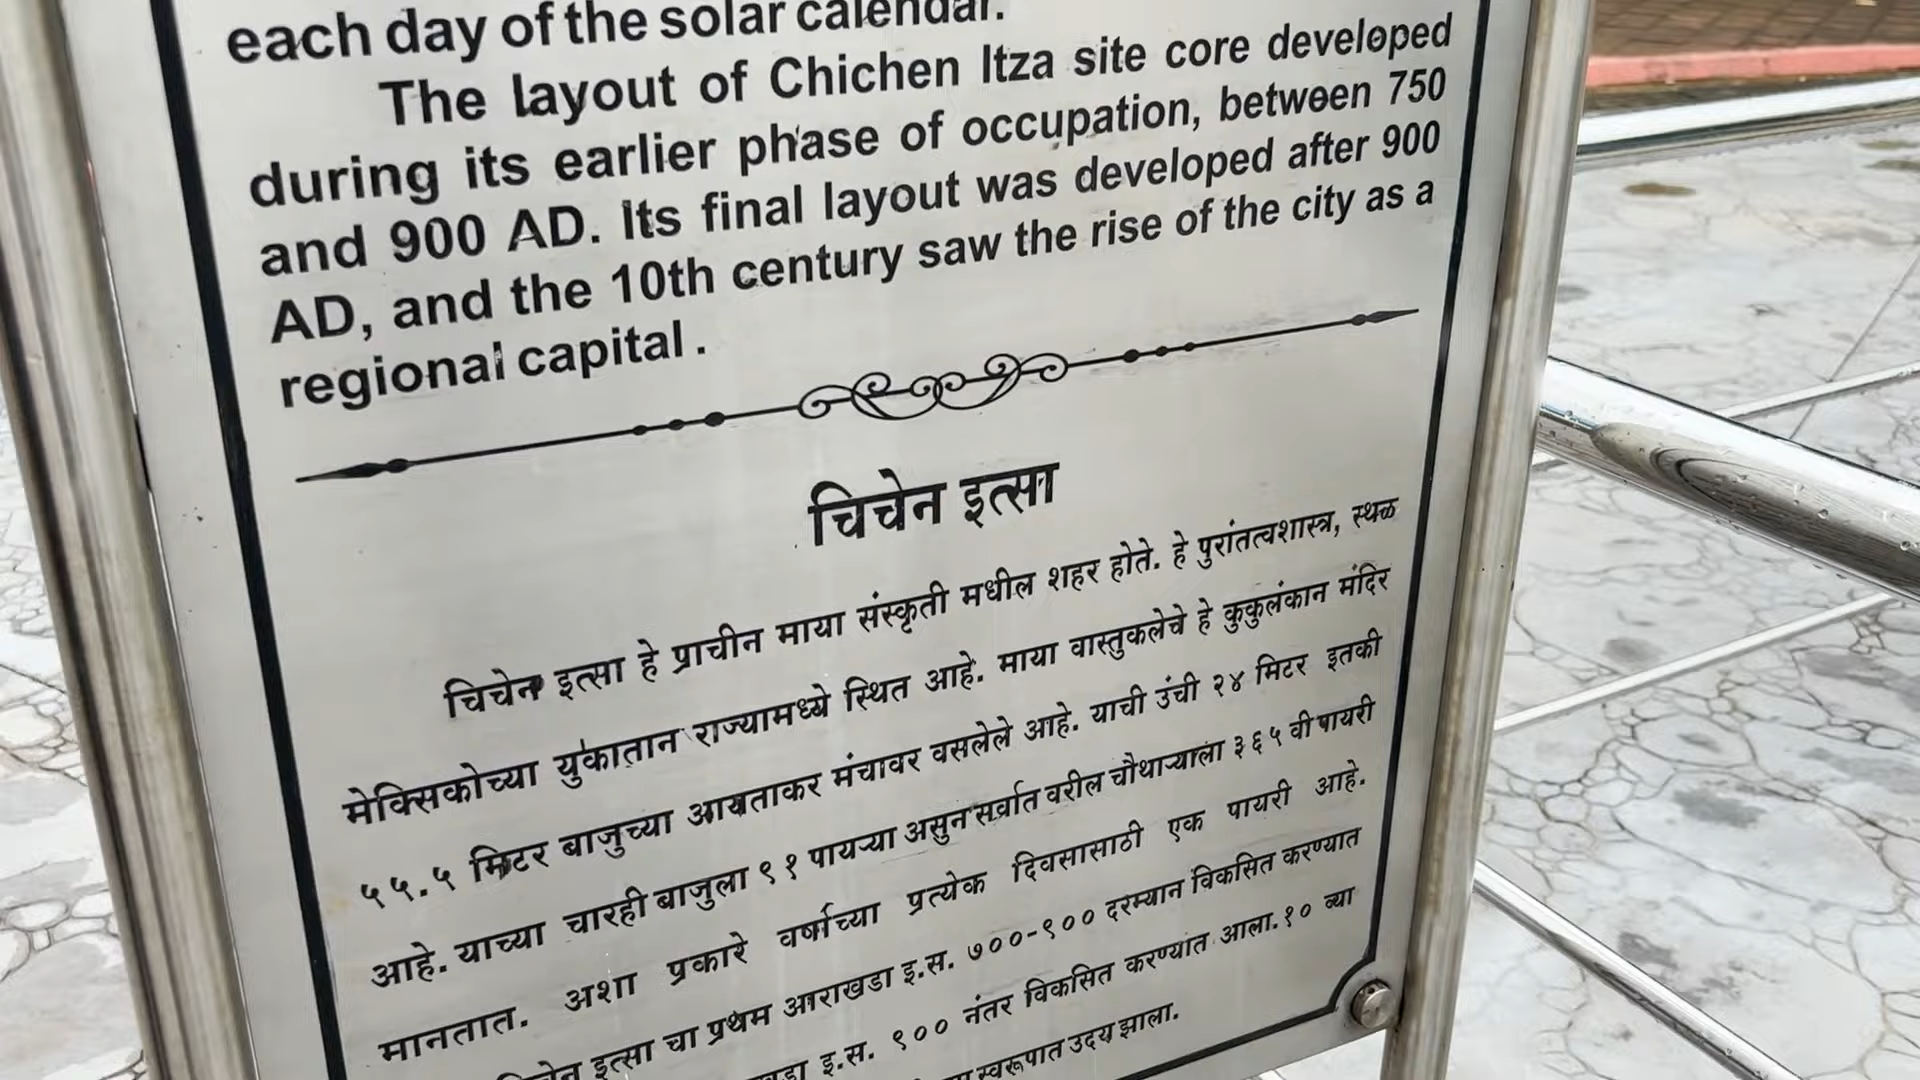 each day of the solar calendar.
The layout of Chichen Itza site core developed
during its earlier phase of occupation, between 750
and 900 AD. Its final layout was developed after 900
AD, and the 10th century saw the rise of the city as a
regional capital.
चिचेन इत्सा
चिचेन इत्सा हे प्राचीन माया संस्कृती मधील शहर होते. हे पुरांतत्वशास्त्र, स्थळ
मेक्सिकोच्या युकातान राज्यामध्ये स्थित आहे. माया वास्तुकलेचे हे कुकुलंकान मंदिर
५५.५ मिटर बाजुच्या आयताकर मंचावर वसलेले आहे. याची उंची २४ मिटर इतकी
आहे. याच्या चारही बाजुला ९१ पायऱ्या असुन सर्वात वरील चौथाऱ्याला ३६५ वी पायरी
मानतात. अशा प्रकारे वर्षाच्या प्रत्येक दिवसासाठी एक पायरी आहे.
इत्सा चा प्रथम आराखडा इ.स. ७००-९०० दरम्यान विकसित करण्यात
इ.स. ९०० नंतर विकसित करण्यात आला. १० व्या
स्वरूपात उदय झाला.